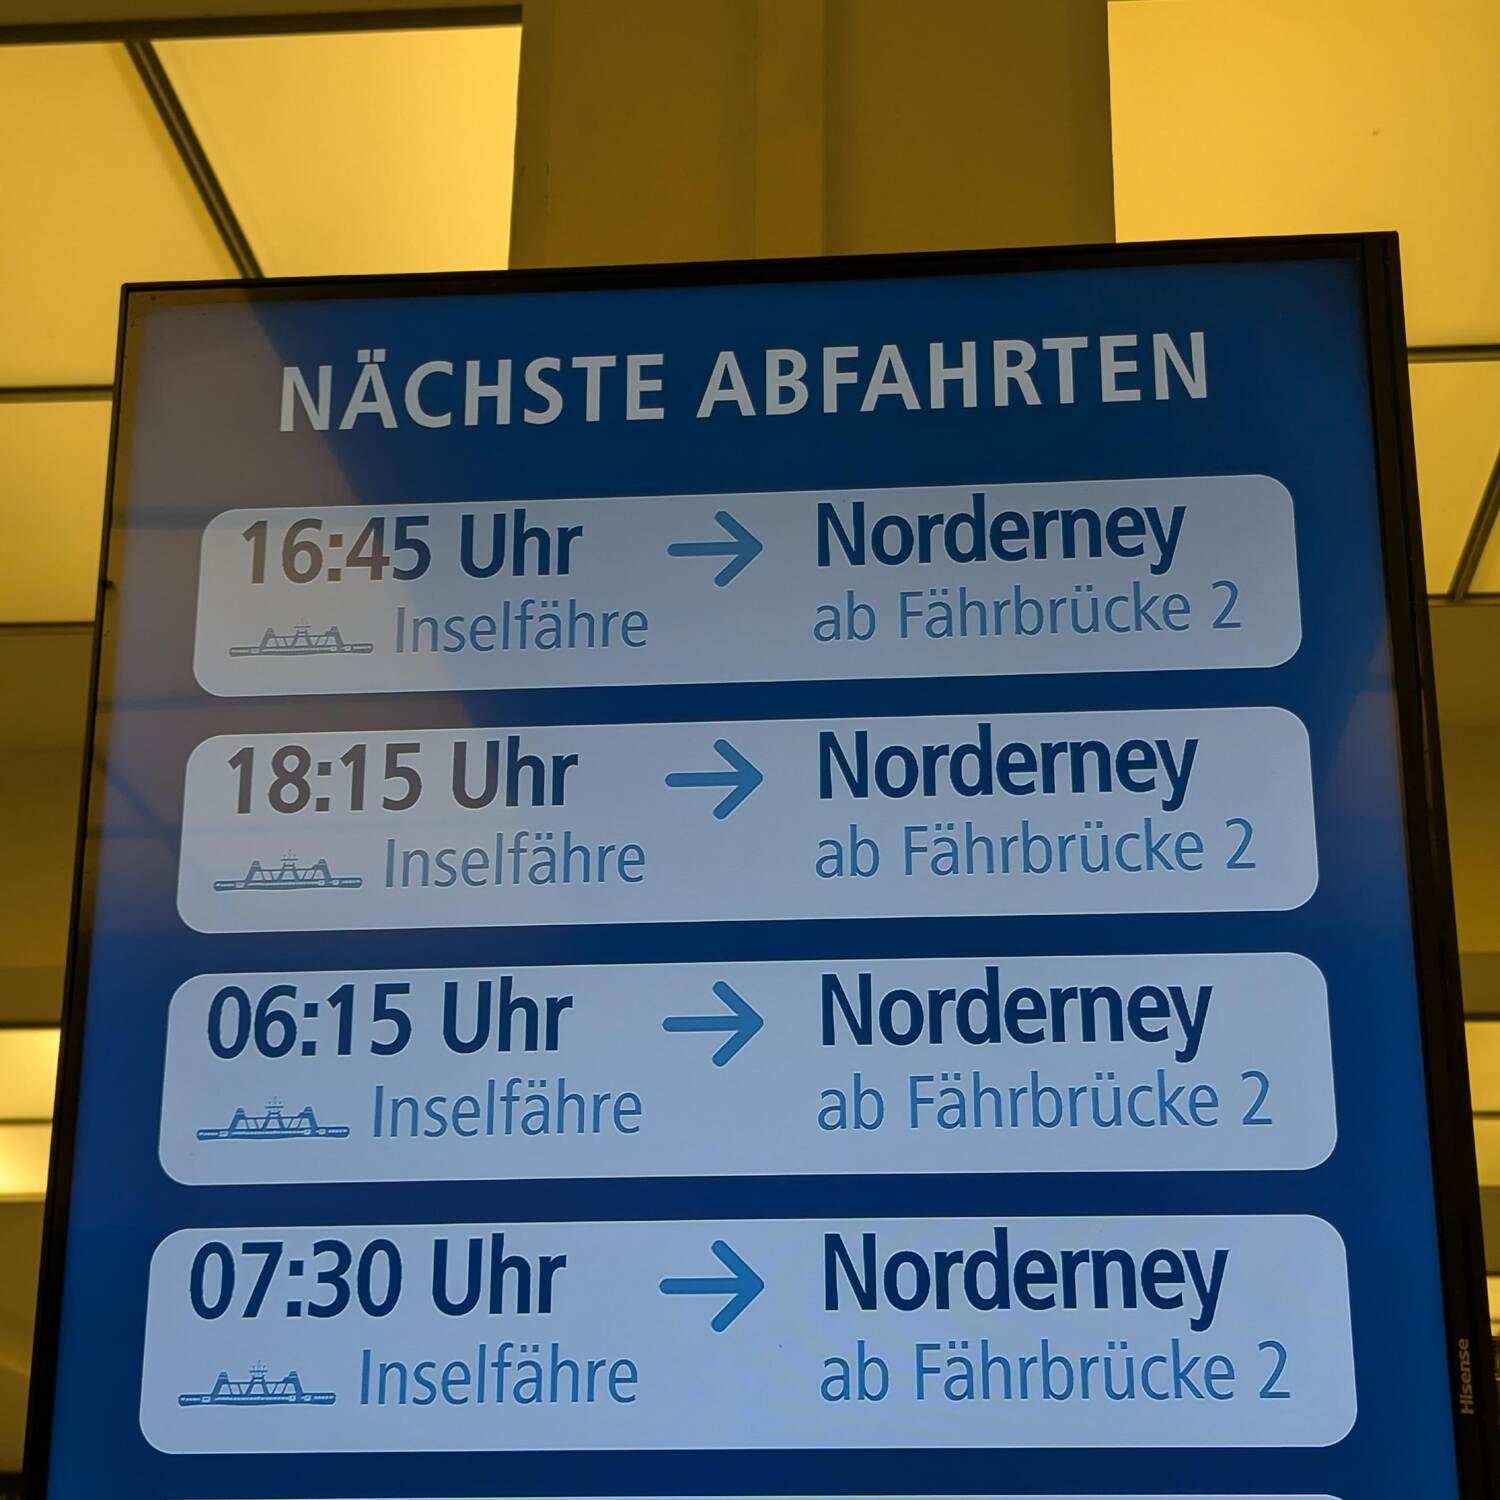 NÄCHSTE ABFAHRTEN
16:45 Uhr → Norderney
Inselfähre ab Fährbrücke 2
18:15 Uhr → Norderney
Inselfähre ab Fährbrücke 2
06:15 Uhr → Norderney
Inselfähre ab Fährbrücke 2
07:30 Uhr → Norderney
Inselfähre ab Fährbrücke 2
Hisense